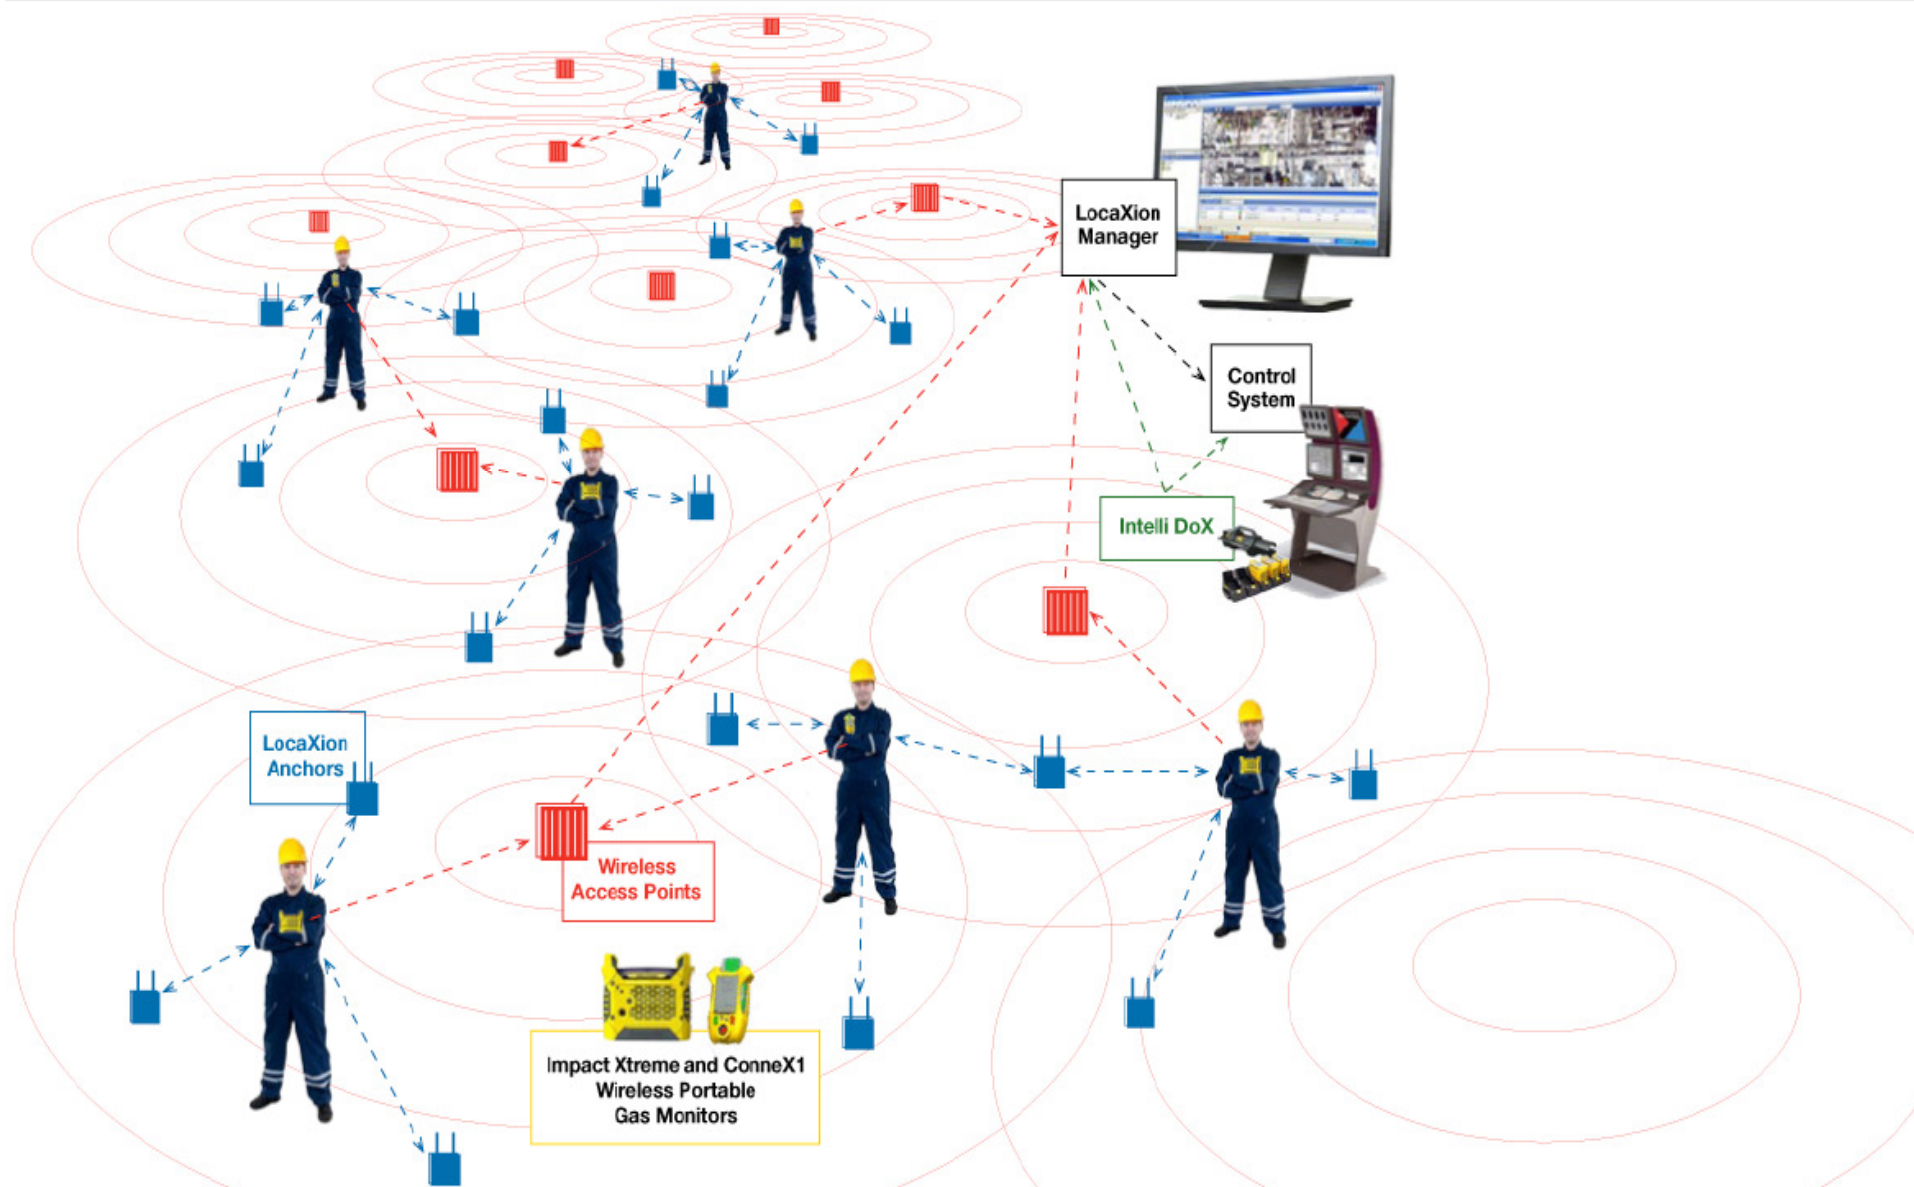 LocaXion
Manager
Control
System
Intelli DoX
LocaXion
Anchors
Wireless
Access Points
Impact Xtreme and ConneX1
Wireless Portable
Gas Monitors